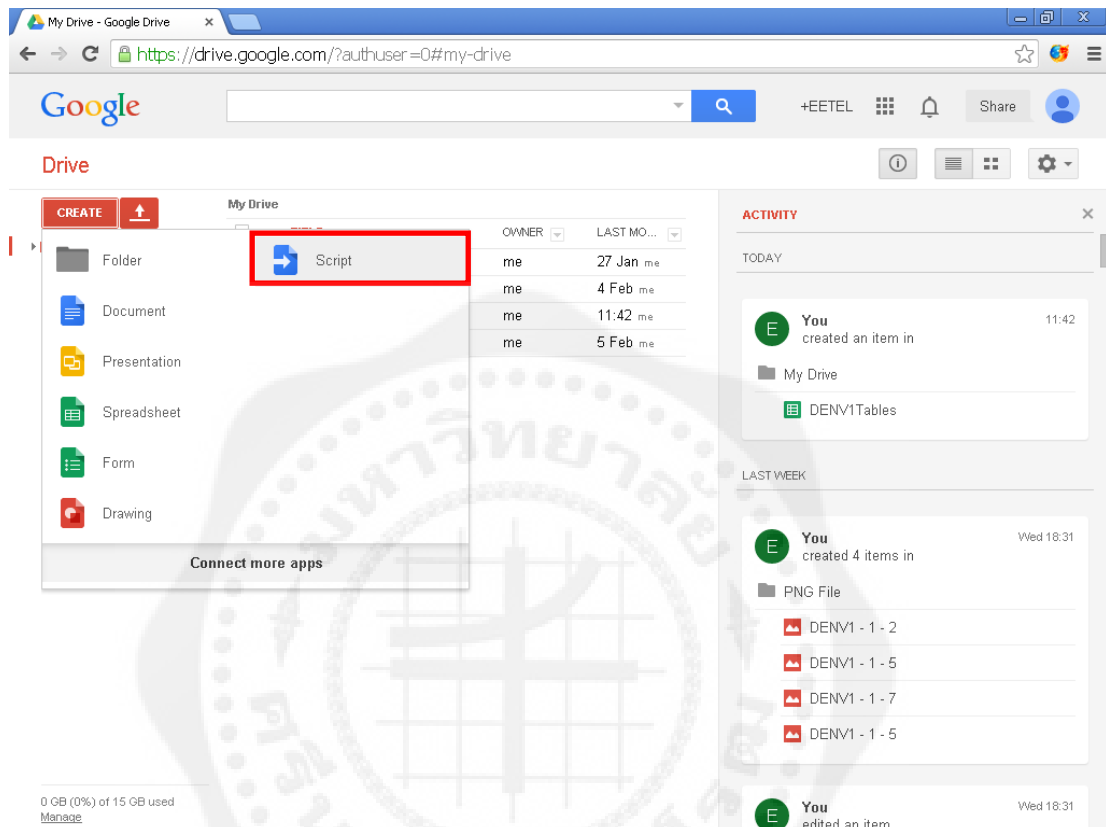 My Drive - Google Drive
https://drive.google.com/?authuser=0#my-drive
Google
+EETEL
Share
Drive
CREATE
My Drive
OWNER
LAST MO...
Folder
Script
Document
Presentation
Spreadsheet
Form
Drawing
Connect more apps
me 27 Jan me
me 4 Feb me
me 11:42 me
me 5 Feb me
ACTIVITY
TODAY
E You 11:42
created an item in
My Drive
DENV1Tables
LAST WEEK
E You Wed 18:31
created 4 items in
PNG File
DENV1 - 1 - 2
DENV1 - 1 - 5
DENV1 - 1 - 7
DENV1 - 1 - 5
E You Wed 18:31
edited an item
0 GB (0%) of 15 GB used
Manage